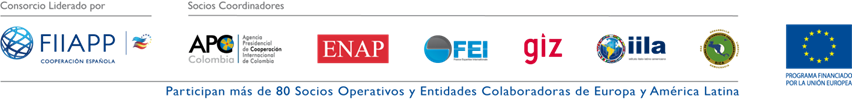 Consorcio Liderado por
Socios Coordinadores
FIIAPP
COOPERACIÓN ESPAÑOLA
APC
Colombia
Agencia
Presidencial
de Cooperación
Internacional
de Colombia
ENAP
FEI
giz
iila
PROGRAMA FINANCIADO
POR LA UNIÓN EUROPEA
Participan más de 80 Socios Operativos y Entidades Colaboradoras de Europa y América Latina